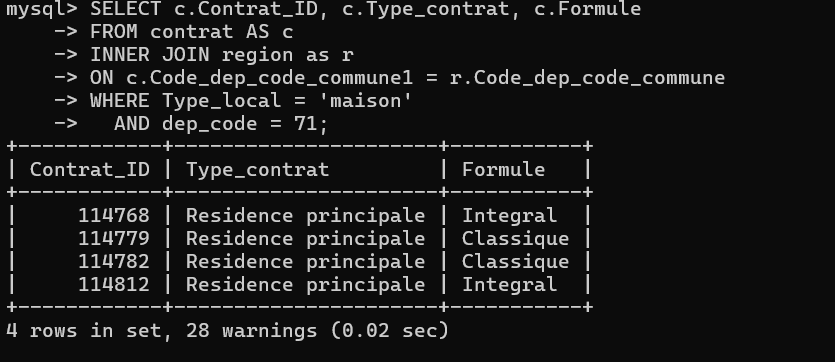 mysql> SELECT c.Contrat_ID, c.Type_contrat, c.Formule
    -> FROM contrat AS c
    -> INNER JOIN region as r
    -> ON c.Code_dep_code_commune1 = r.Code_dep_code_commune
    -> WHERE Type_local = 'maison'
    ->   AND dep_code = 71;
+------------+----------------------+-----------+
| Contrat_ID | Type_contrat         | Formule   |
+------------+----------------------+-----------+
|     114768 | Residence principale | Integral  |
|     114779 | Residence principale | Classique |
|     114782 | Residence principale | Classique |
|     114812 | Residence principale | Integral  |
+------------+----------------------+-----------+
4 rows in set, 28 warnings (0.02 sec)